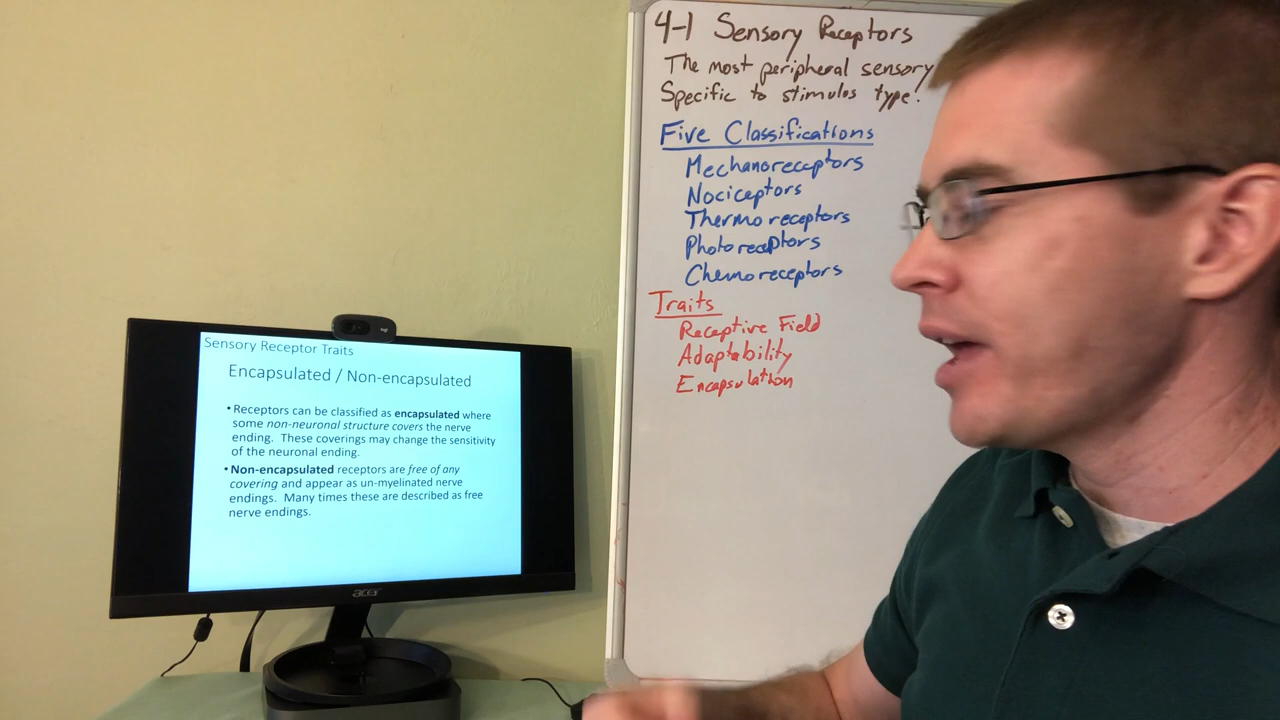 4-1 Sensory Receptors
The most peripheral sensory
Specific to stimulus type.
Five Classifications
Mechanoreceptors
Nociceptors
Thermoreceptors
Photoreceptors
Chemoreceptors
Traits
Receptive Field
Adaptability
Encapsulation
Sensory Receptor Traits
Encapsulated / Non-encapsulated
• Receptors can be classified as encapsulated where
some non-neuronal structure covers the nerve
ending. These coverings may change the sensitivity
of the neuronal ending.
• Non-encapsulated receptors are free of any
covering and appear as un-myelinated nerve
endings. Many times these are described as free
nerve endings.
acer